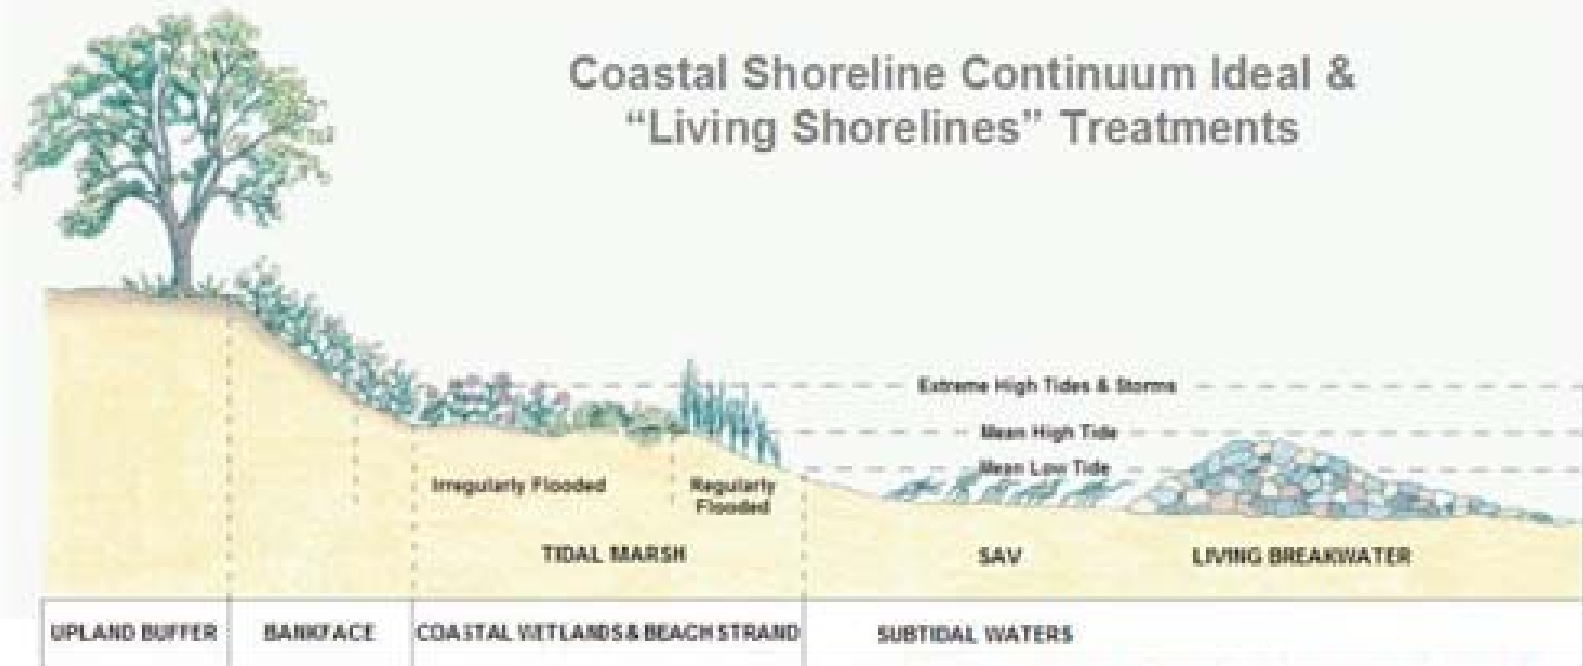 Coastal Shoreline Continuum Ideal &
“Living Shorelines” Treatments
Extreme High Tides & Storms
Mean High Tide
Mean Low Tide
Irregularly Flooded
Regularly
Flooded
TIDAL MARSH
SAV
LIVING BREAKWATER
UPLAND BUFFER
BANKFACE
COASTAL WETLANDS & BEACH STRAND
SUBTIDAL WATERS